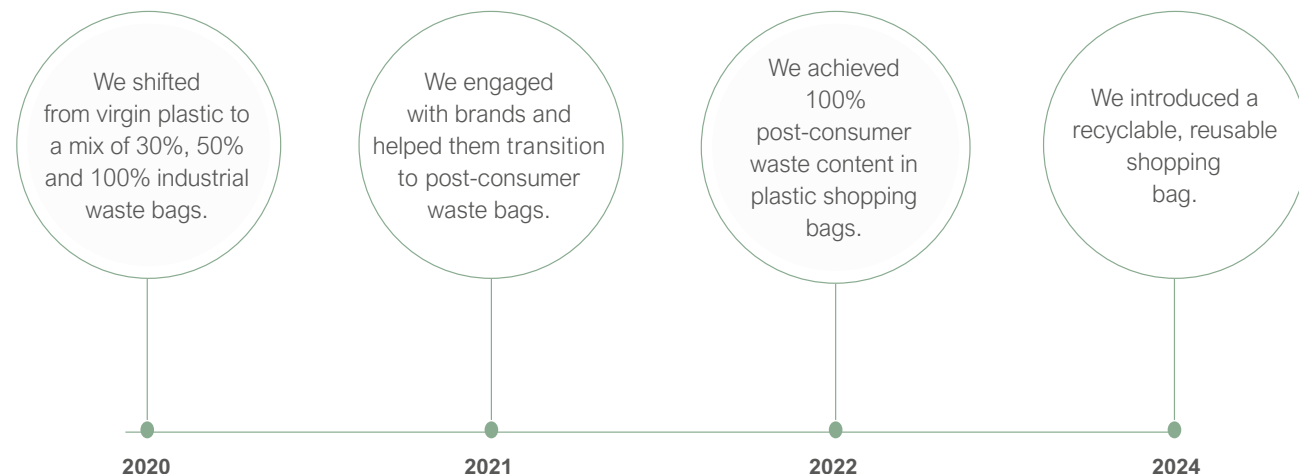 We shifted
from virgin plastic to
a mix of 30%, 50%
and 100% industrial
waste bags.
We engaged
with brands and
helped them transition
to post-consumer
waste bags.
We achieved
100%
post-consumer
waste content in
plastic shopping
bags.
We introduced a
recyclable, reusable
shopping
bag.
2020
2021
2022
2024